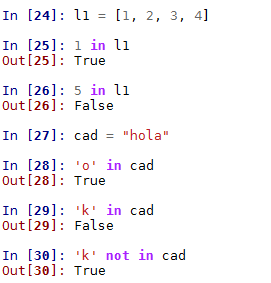 In [24]: l1 = [1, 2, 3, 4]
In [25]: 1 in l1
Out[25]: True
In [26]: 5 in l1
Out[26]: False
In [27]: cad = "hola"
In [28]: 'o' in cad
Out[28]: True
In [29]: 'k' in cad
Out[29]: False
In [30]: 'k' not in cad
Out[30]: True